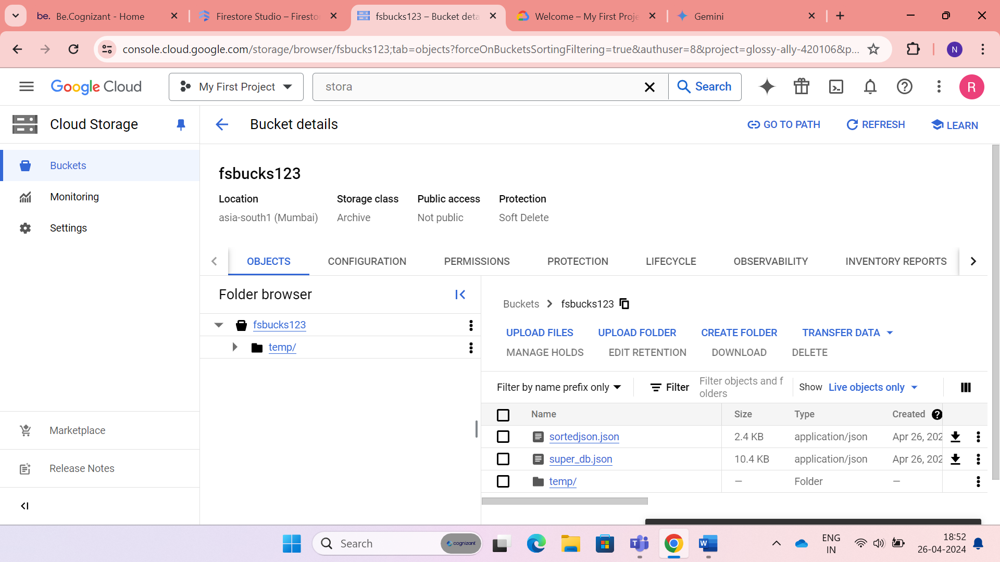 be. Be.Cognizant - Home
Firestore Studio – Firesto
fsbucks123 – Bucket deta
Welcome – My First Proje
Gemini
console.cloud.google.com/storage/browser/fsbucks123;tab=objects?forceOnBucketsSortingFiltering=true&authuser=8&project=glossy-ally-420106&p...
N
Google Cloud
My First Project
stora
Search
R
Cloud Storage
Bucket details
GO TO PATH
REFRESH
LEARN
Buckets
Monitoring
Settings
Marketplace
Release Notes
fsbucks123
Location Storage class Public access Protection
asia-south1 (Mumbai) Archive Not public Soft Delete
OBJECTS CONFIGURATION PERMISSIONS PROTECTION LIFECYCLE OBSERVABILITY INVENTORY REPORTS
Folder browser
fsbucks123
temp/
Buckets fsbucks123
UPLOAD FILES UPLOAD FOLDER CREATE FOLDER TRANSFER DATA
MANAGE HOLDS EDIT RETENTION DOWNLOAD DELETE
Filter by name prefix only
Filter
Filter objects and f
olders
Show Live objects only
Name Size Type Created
sortedjson.json 2.4 KB application/json Apr 26, 202
super_db.json 10.4 KB application/json Apr 26, 202
temp/ — Folder —
Search
cognizant
ENG
IN
18:52
26-04-2024